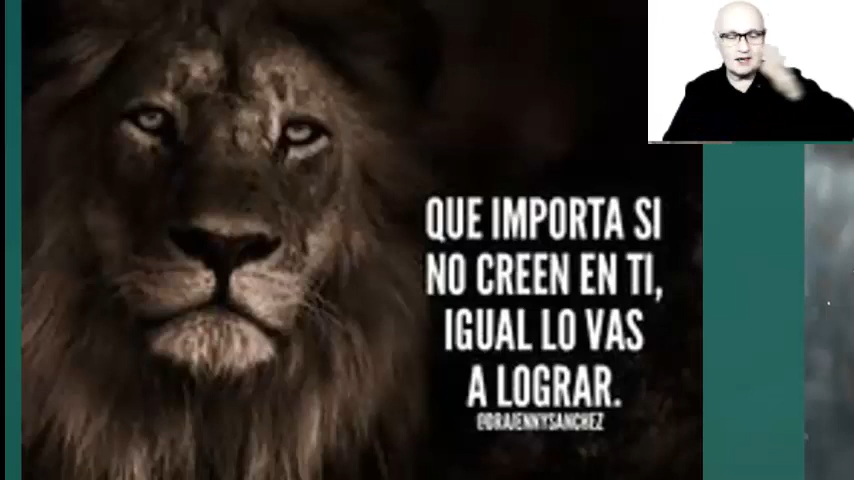 QUE IMPORTA SI
NO CREEN EN TI,
IGUAL LO VAS
A LOGRAR.
@DRAJENNYSANCHEZ